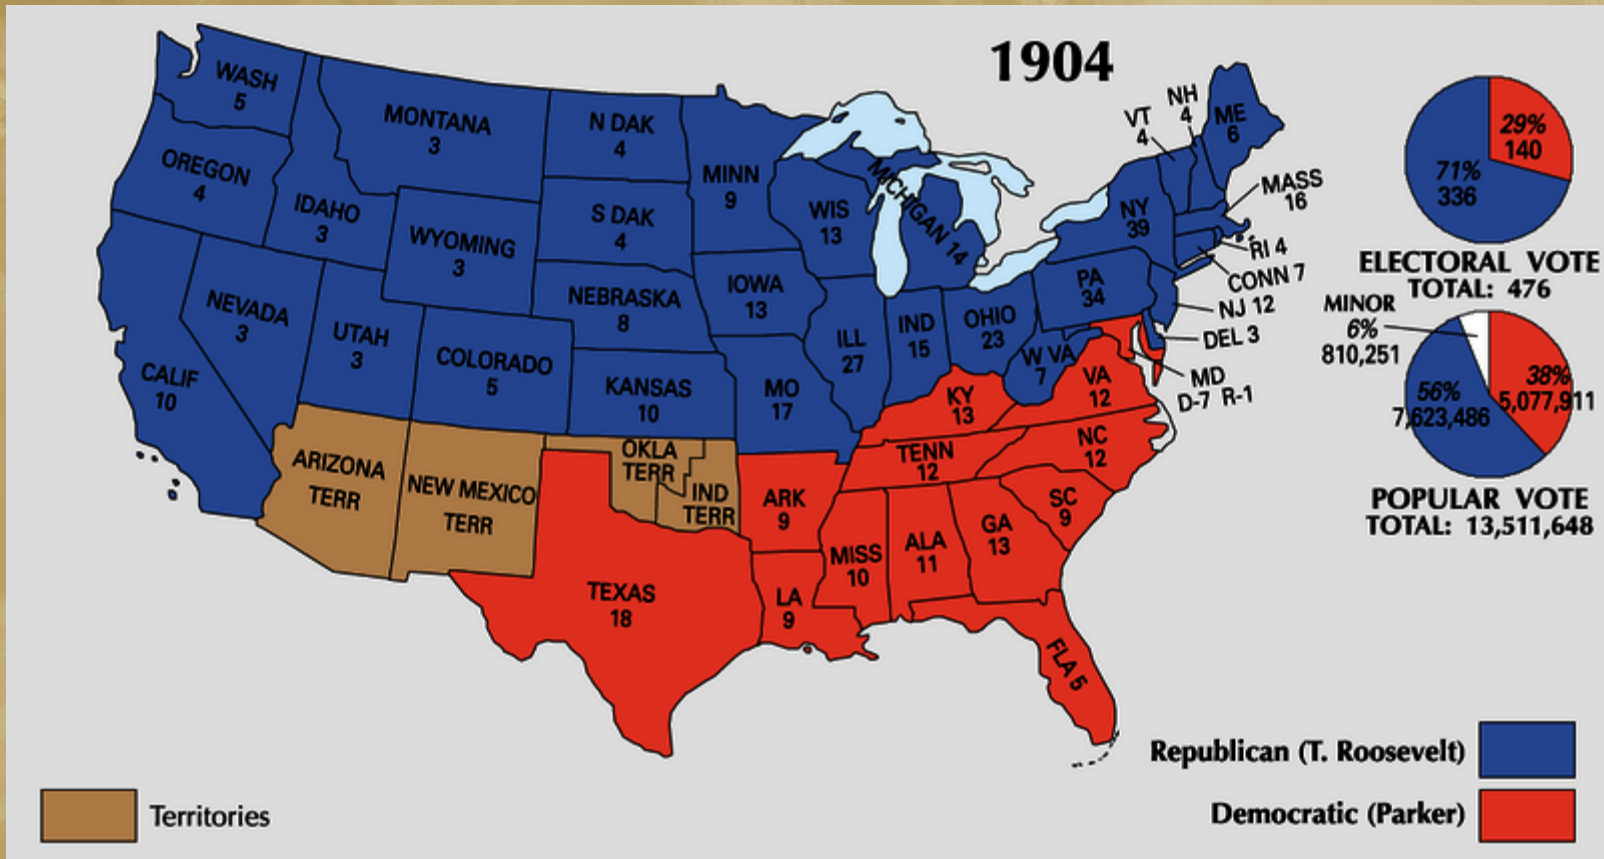 1904
WASH
5
OREGON
4
CALIF
10
NEVADA
3
IDAHO
3
MONTANA
3
WYOMING
3
UTAH
3
COLORADO
5
ARIZONA
TERR
NEW MEXICO
TERR
N DAK
4
S DAK
4
NEBRASKA
8
KANSAS
10
OKLA
TERR
IND
TERR
TEXAS
18
MINN
9
IOWA
13
MO
17
ARK
9
LA
9
WIS
13
ILL
27
MICHIGAN 14
IND
15
OHIO
23
KY
13
TENN
12
MISS
10
ALA
11
GA
13
FLA 5
SC
9
NC
12
VA
12
W VA
7
PA
34
NY
39
VT
4
NH
4
ME
6
MASS
16
RI 4
CONN 7
NJ 12
DEL 3
MD
D-7 R-1
29%
140
71%
336
ELECTORAL VOTE
TOTAL: 476
MINOR
6%
810,251
38%
5,077,911
56%
7,623,486
POPULAR VOTE
TOTAL: 13,511,648
Republican (T. Roosevelt)
Democratic (Parker)
Territories